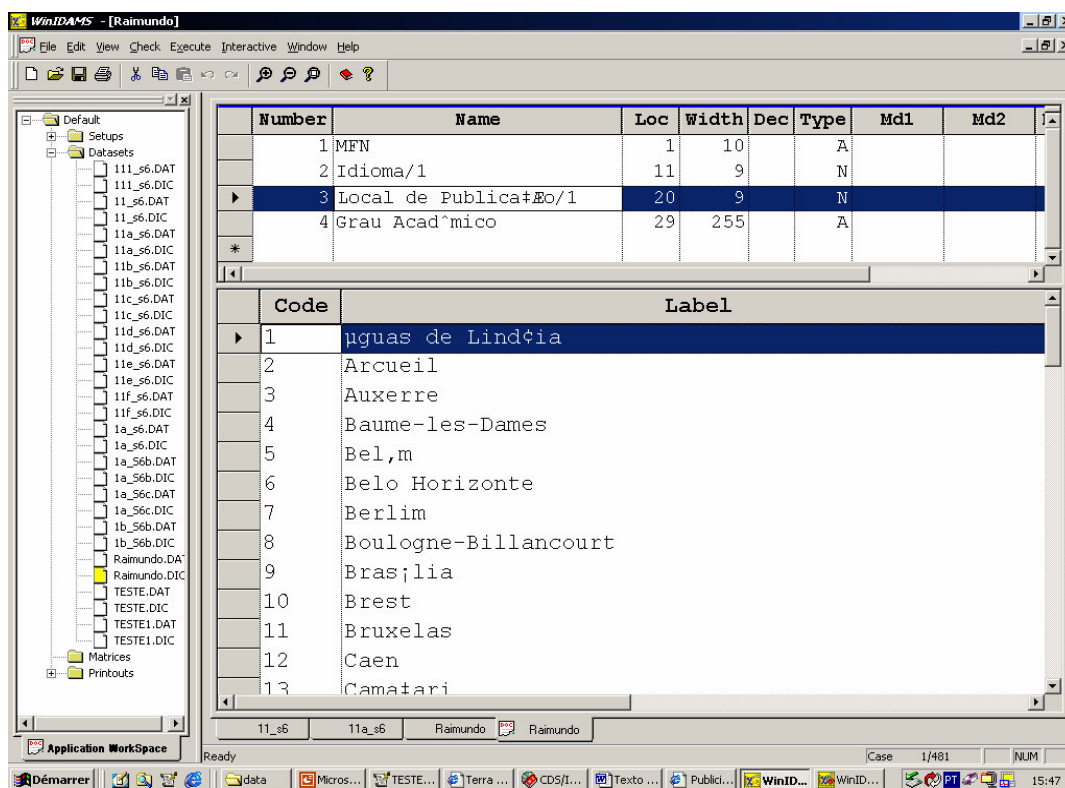 WinIDAMS - [Raimundo]
File Edit View Check Execute Interactive Window Help
Default
Setups
Datasets
111_s6.DAT
111_s6.DIC
11_s6.DAT
11_s6.DIC
11a_s6.DAT
11a_s6.DIC
11b_s6.DAT
11b_s6.DIC
11c_s6.DAT
11c_s6.DIC
11d_s6.DAT
11d_s6.DIC
11e_s6.DAT
11e_s6.DIC
11f_s6.DAT
11f_s6.DIC
1a_s6.DAT
1a_s6.DIC
1a_S6b.DAT
1a_S6b.DIC
1a_S6c.DAT
1a_S6c.DIC
1b_S6b.DAT
1b_S6b.DIC
Raimundo.DA
Raimundo.DIC
TESTE.DAT
TESTE.DIC
TESTE1.DAT
TESTE1.DIC
Matrices
Printouts
Application WorkSpace
Number Name Loc Width Dec Type Md1 Md2
1 MFN 1 10 A
2 Idioma/1 11 9 N
3 Local de Publica‡Æo/1 20 9 N
4 Grau Acadˆmico 29 255 A
*
Code Label
1 µguas de Lind¢ia
2 Arcueil
3 Auxerre
4 Baume-les-Dames
5 Bel‚m
6 Belo Horizonte
7 Berlim
8 Boulogne-Billancourt
9 Bras¡lia
10 Brest
11 Bruxelas
12 Caen
13 Cama‡ari
11_s6 11a_s6 Raimundo Raimundo
Ready Case 1/481 NUM
Démarrer data Micros... TESTE... Terra ... CDS/I... Texto ... Publici... WinID... WinID... PT 15:47